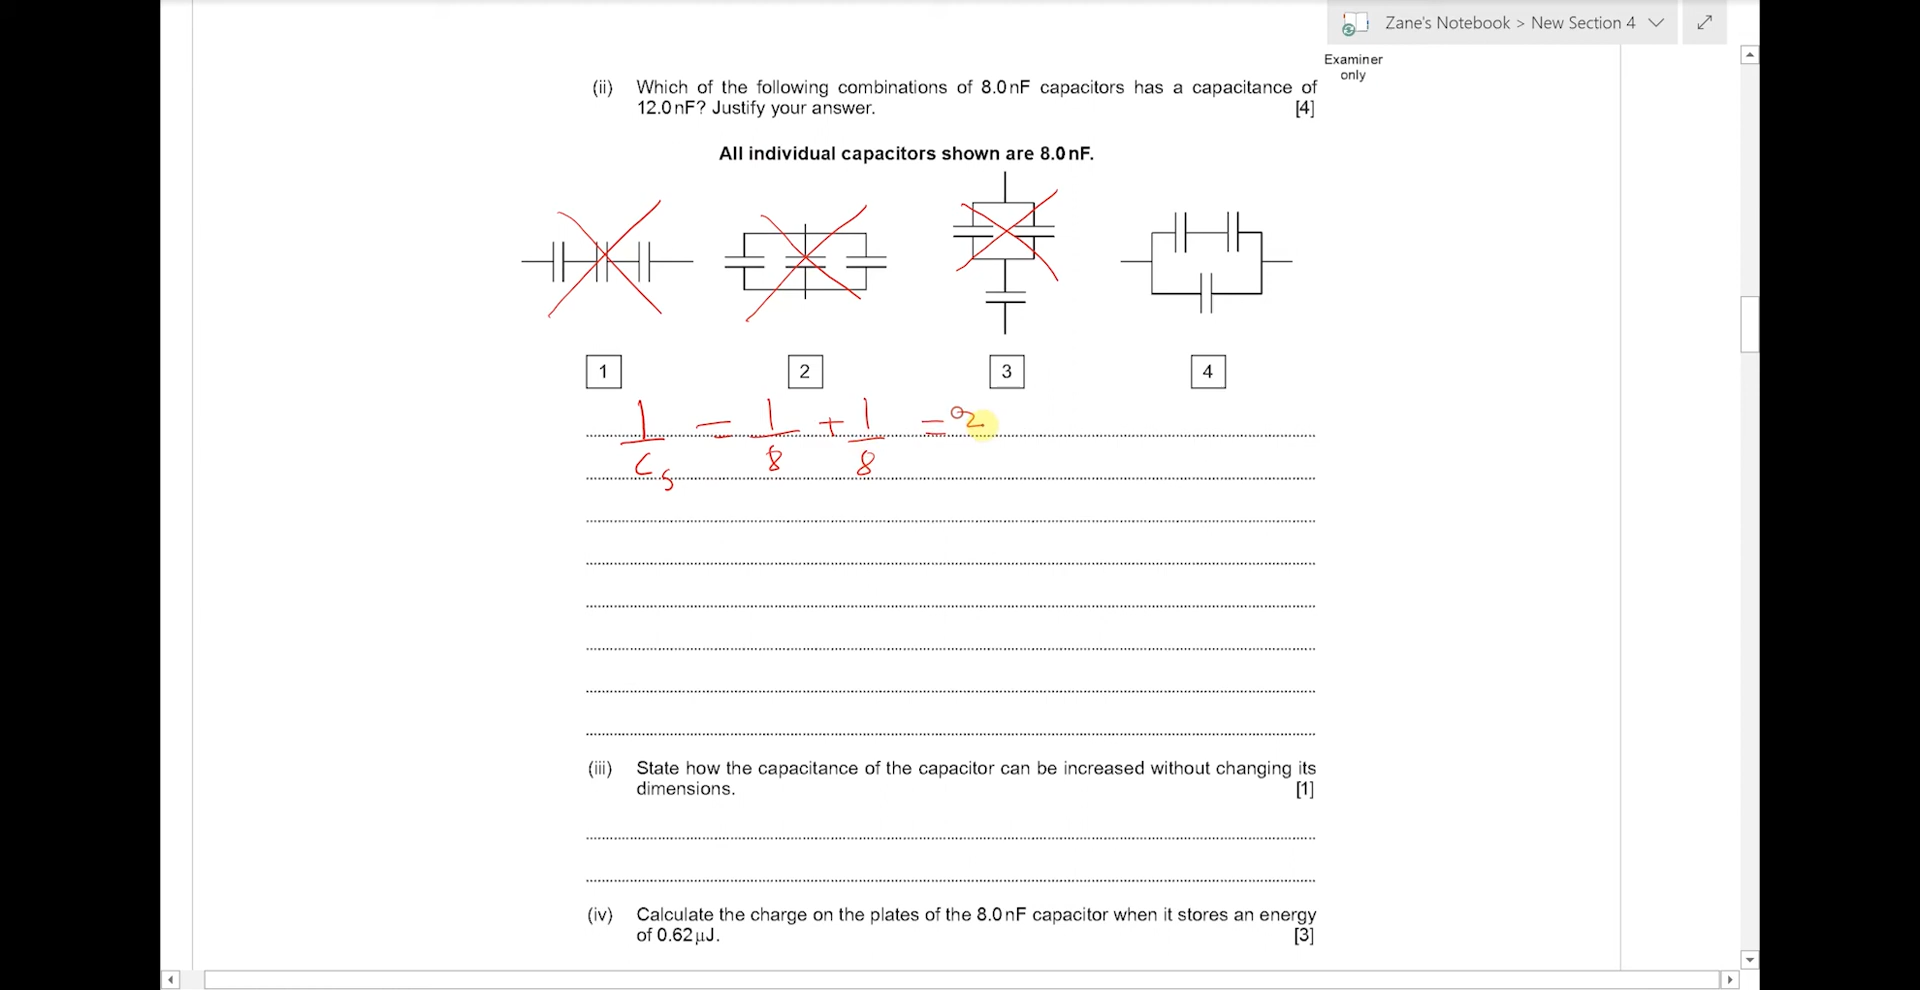 Zane's Notebook > New Section 4
Examiner
only
(ii) Which of the following combinations of 8.0 nF capacitors has a capacitance of
12.0 nF? Justify your answer. [4]
All individual capacitors shown are 8.0 nF.
1 2 3 4
1/Cs = 1/8 + 1/8 = 2
(iii) State how the capacitance of the capacitor can be increased without changing its
dimensions. [1]
(iv) Calculate the charge on the plates of the 8.0 nF capacitor when it stores an energy
of 0.62 µJ. [3]